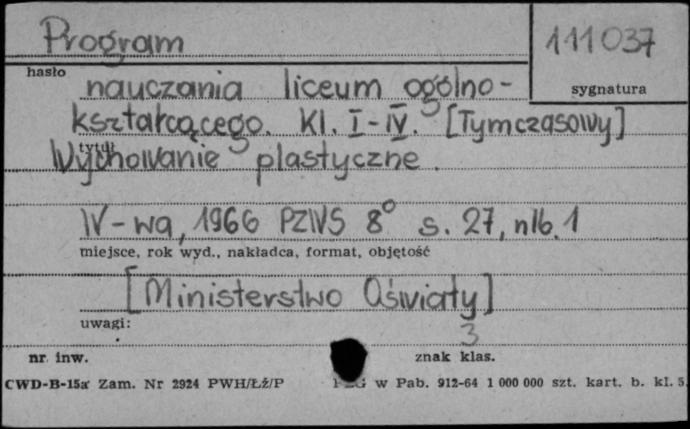 Program
111037
hasło
nauczania liceum ogólno-
sygnatura
kształcącego. Kl. I-IV. [Tymczasowy]
tytuł
Wychowanie plastyczne.
W-wa, 1966 PZWS 8° s. 27, nlb. 1
miejsce, rok wyd., nakładca, format, objętość
[Ministerstwo Oświaty]
uwagi:
3
nr inw.
znak klas.
CWD-B-15a Zam. Nr 2924 PWH/Łż/P
w Pab. 912-64 1 000 000 szt. kart. b. kl. 5.